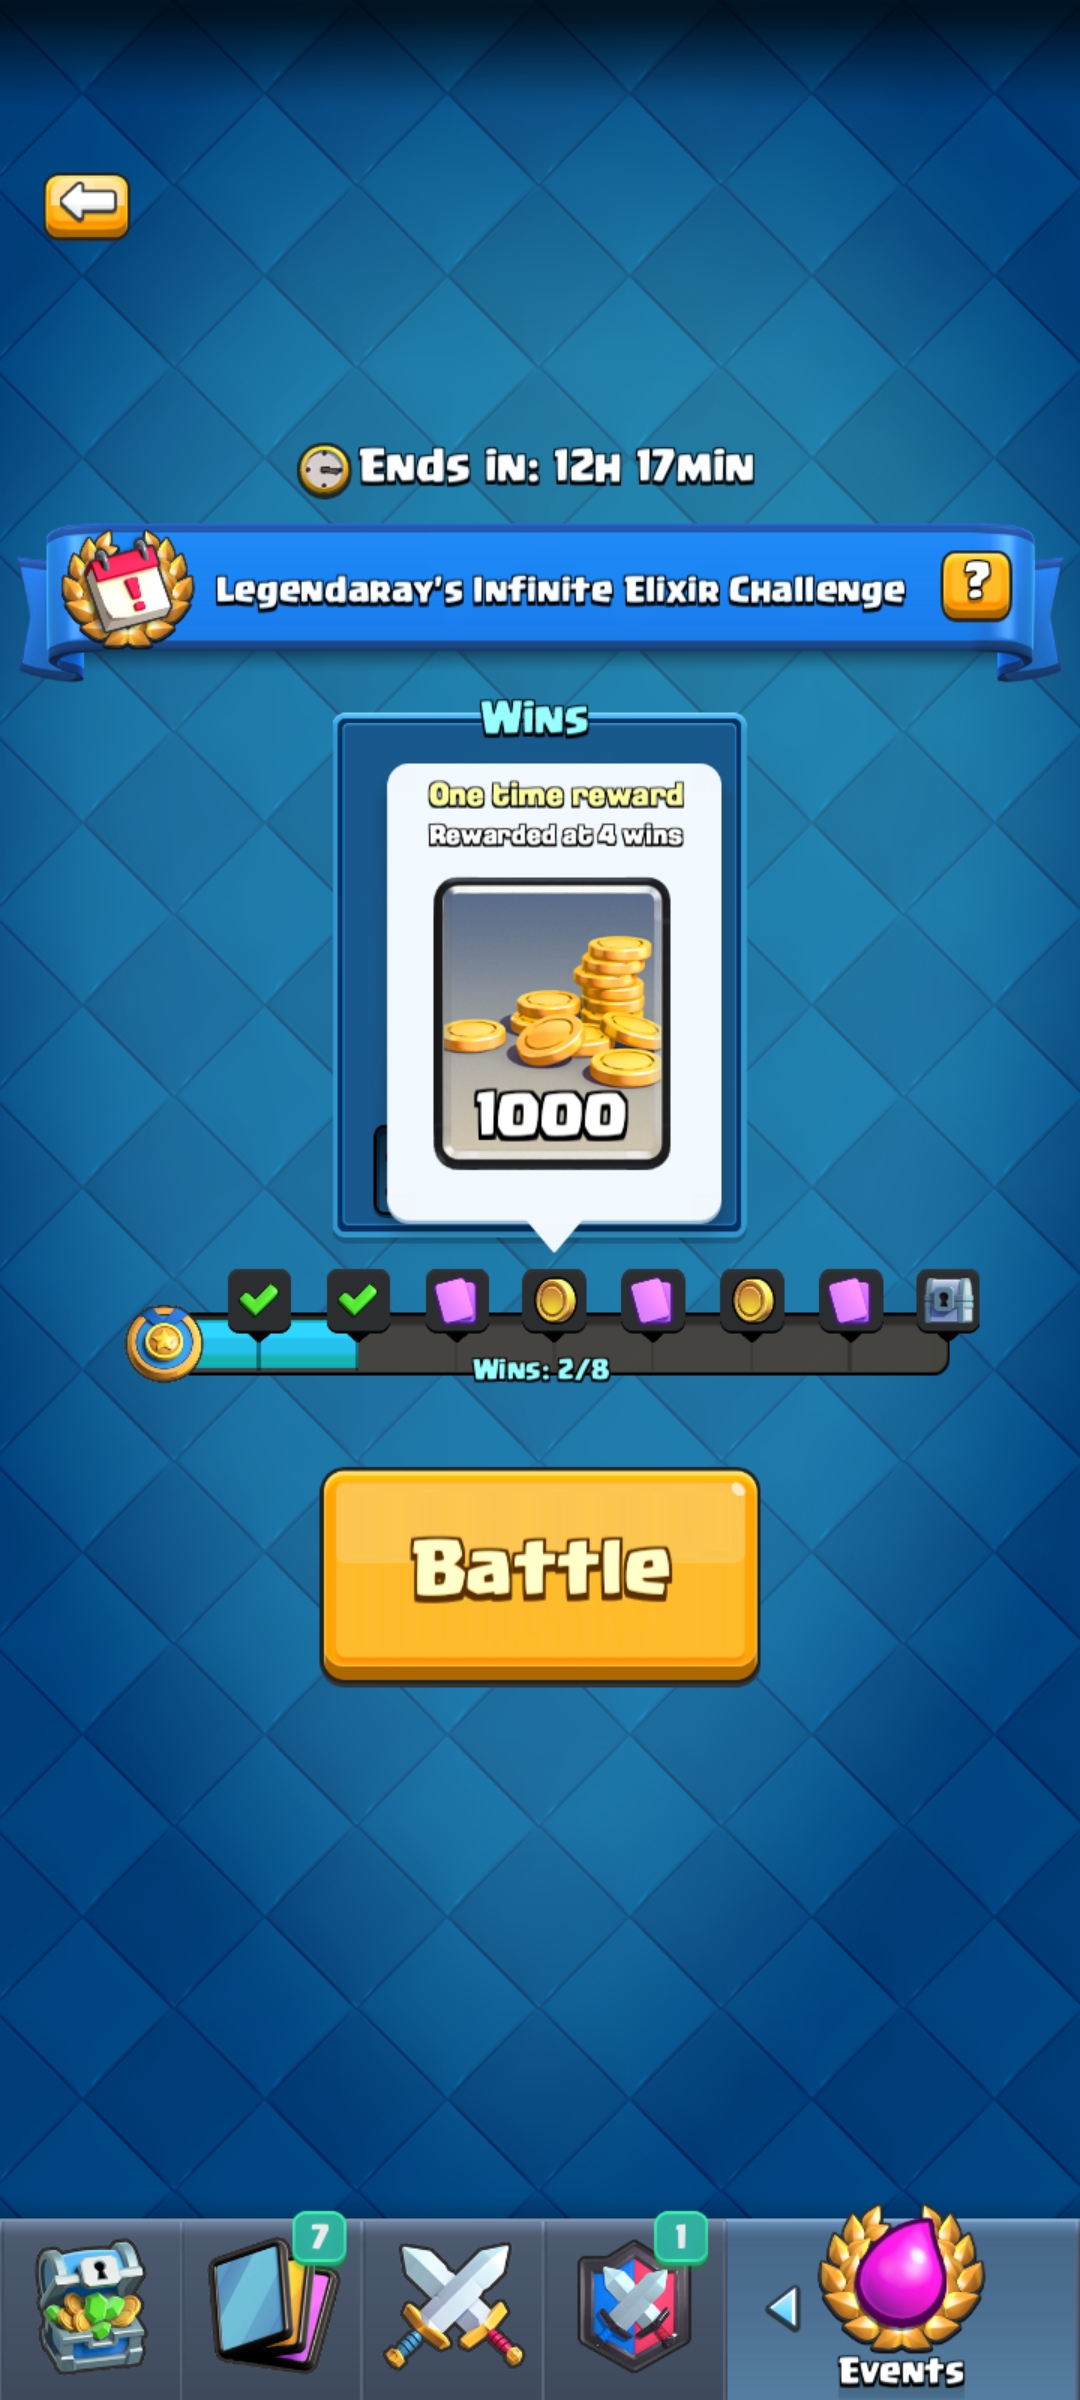 Ends in: 12H 17min
Legendaray's Infinite Elixir Challenge
?
Wins
One time reward
Rewarded at 4 wins
1000
Wins: 2/8
Battle
7
1
Events